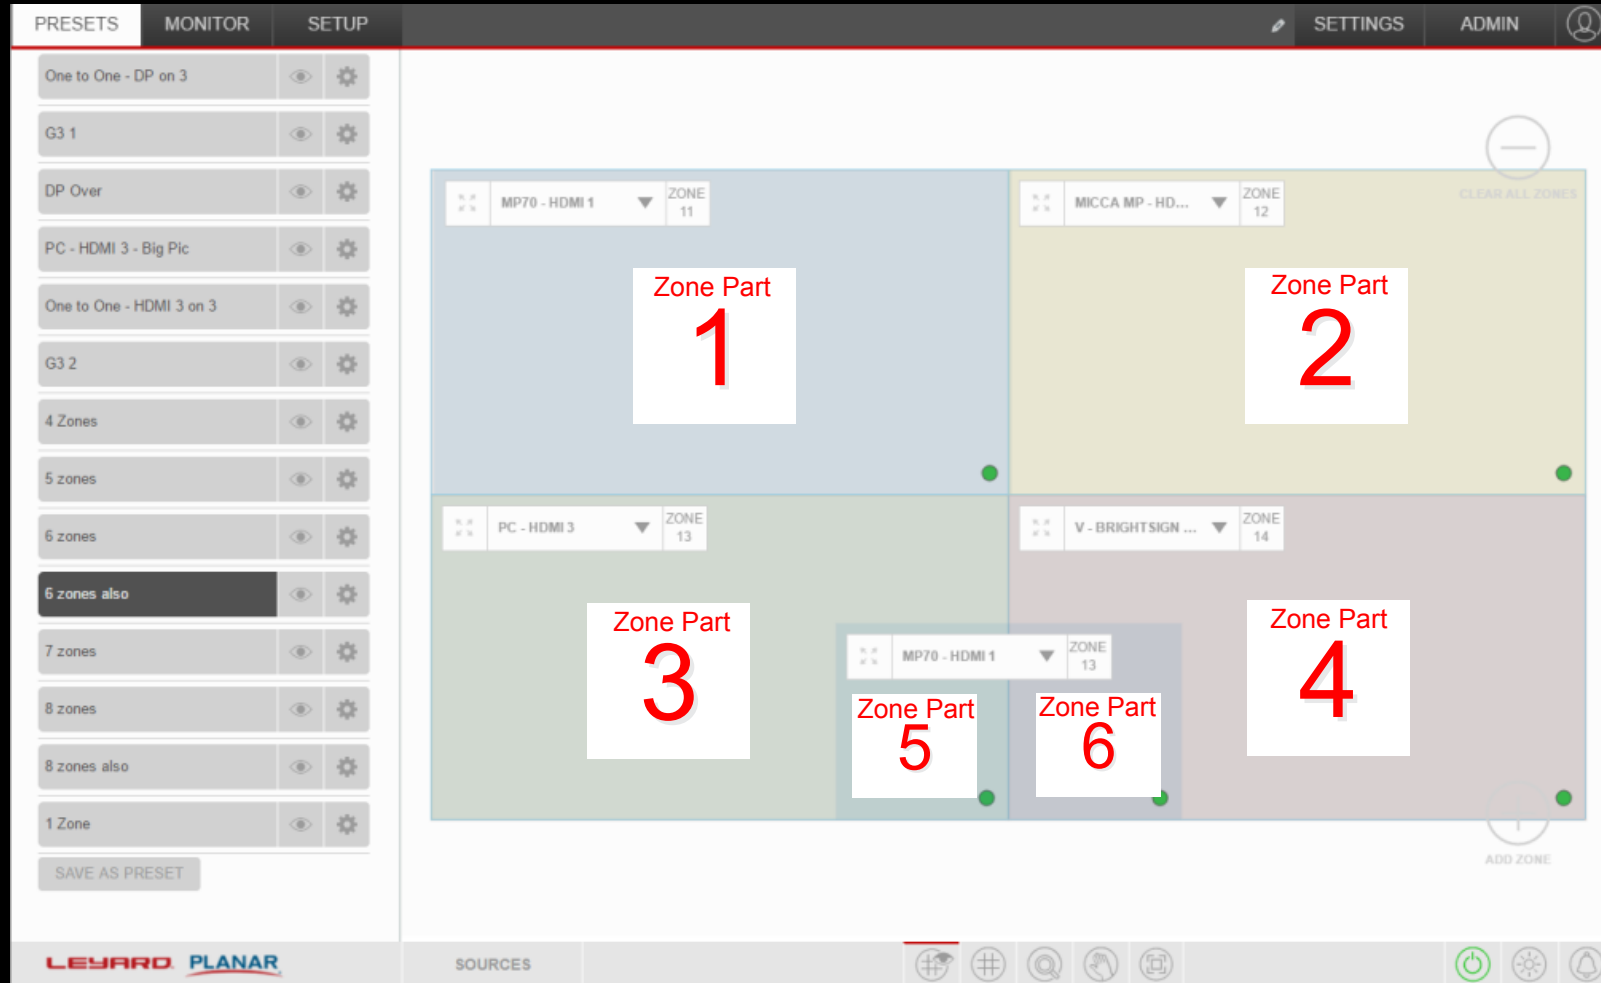 PRESETS MONITOR SETUP SETTINGS ADMIN
One to One - DP on 3
G3 1
DP Over
PC - HDMI 3 - Big Pic
One to One - HDMI 3 on 3
G3 2
4 Zones
5 zones
6 zones
6 zones also
7 zones
8 zones
8 zones also
1 Zone
SAVE AS PRESET
CLEAR ALL ZONES
MP70 - HDMI 1
ZONE
11
Zone Part
1
MICCA MP - HD...
ZONE
12
Zone Part
2
PC - HDMI 3
ZONE
13
Zone Part
3
V - BRIGHTSIGN ...
ZONE
14
Zone Part
4
MP70 - HDMI 1
ZONE
13
Zone Part
5
Zone Part
6
ADD ZONE
LEYARD. PLANAR
SOURCES